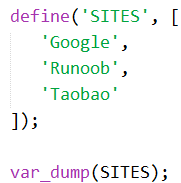 define('SITES', [
   'Google',
   'Runoob',
   'Taobao'
]);

var_dump(SITES);